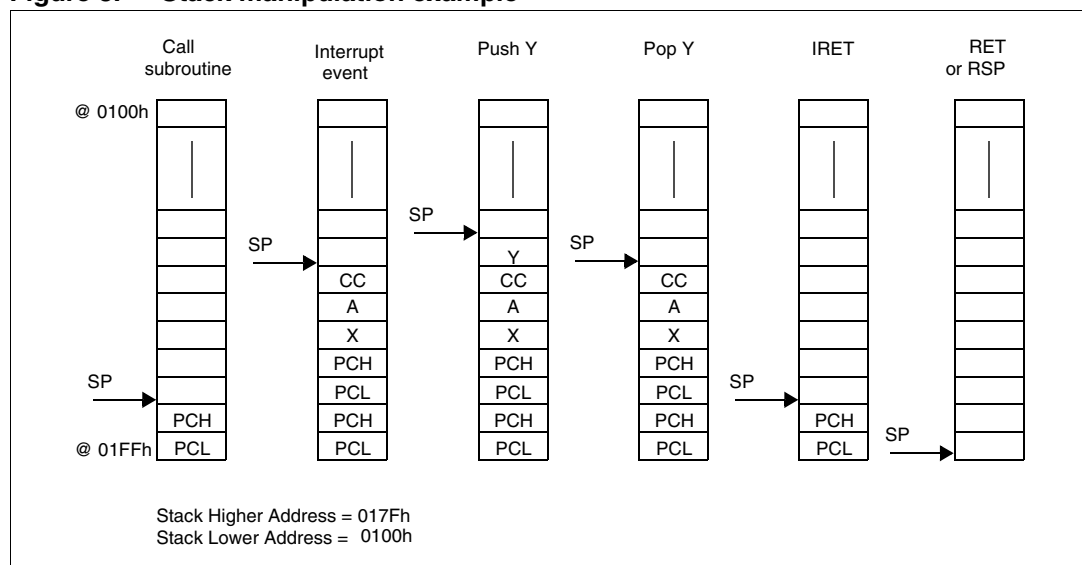 Figure 8. Stack manipulation example
Call subroutine
Interrupt event
Push Y
Pop Y
IRET
RET or RSP
@ 0100h
SP
SP
SP
SP
SP
SP
Y
CC
CC
CC
A
A
A
X
X
X
PCH
PCH
PCH
PCL
PCL
PCL
PCH
PCH
PCH
PCH
PCH
@ 01FFh
PCL
PCL
PCL
PCL
PCL
Stack Higher Address = 017Fh
Stack Lower Address = 0100h